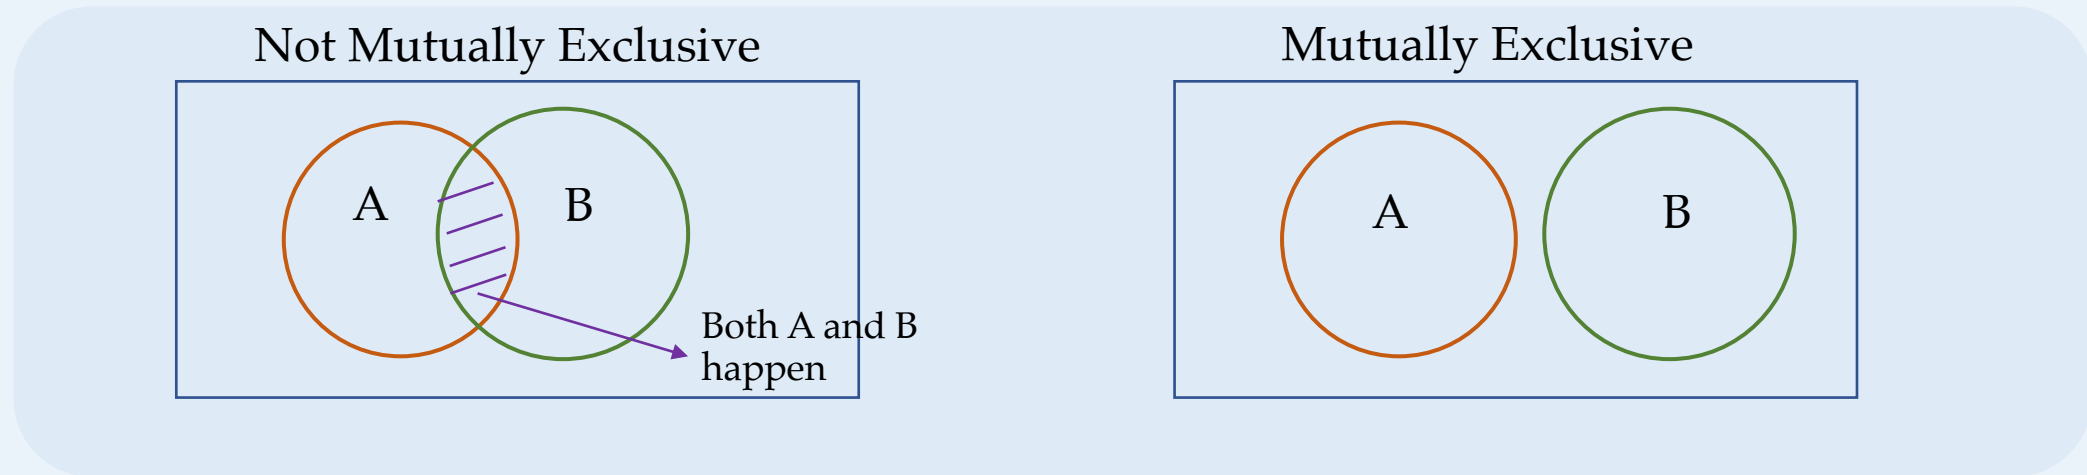 Not Mutually Exclusive
A
B
Both A and B
happen
Mutually Exclusive
A
B